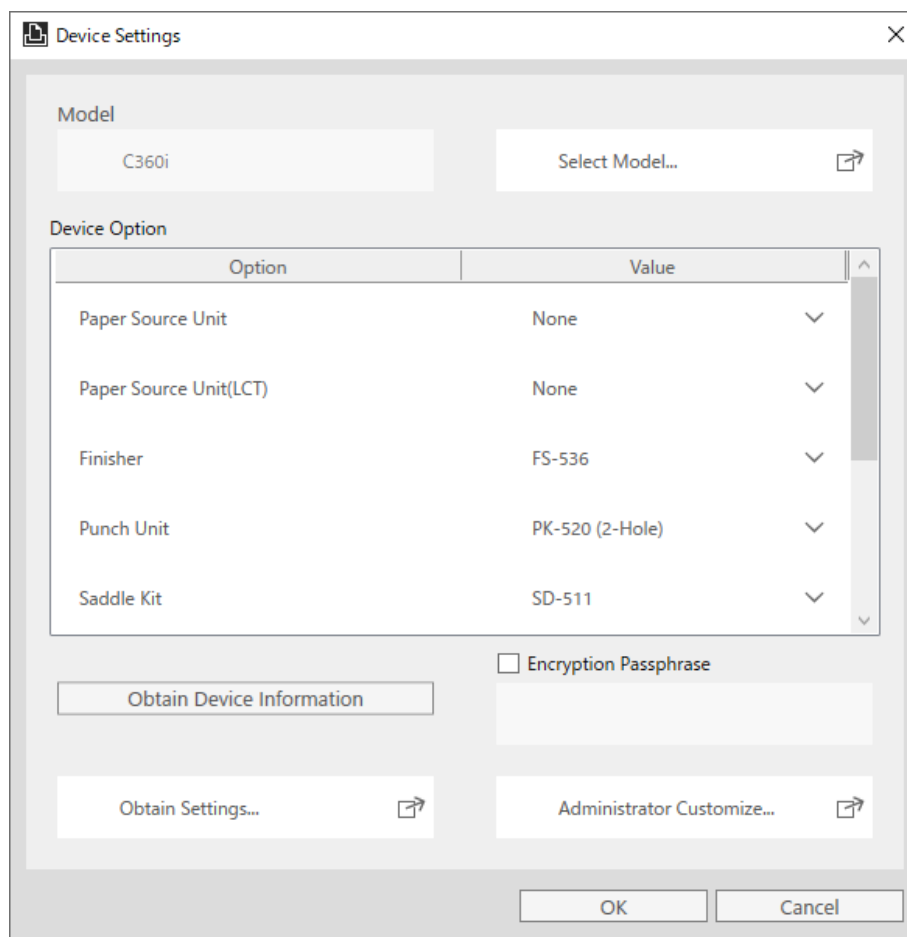 Device Settings
Model
C360i
Select Model...
Device Option
Option Value
Paper Source Unit None
Paper Source Unit(LCT) None
Finisher FS-536
Punch Unit PK-520 (2-Hole)
Saddle Kit SD-511
Encryption Passphrase
Obtain Device Information
Obtain Settings... Administrator Customize...
OK Cancel